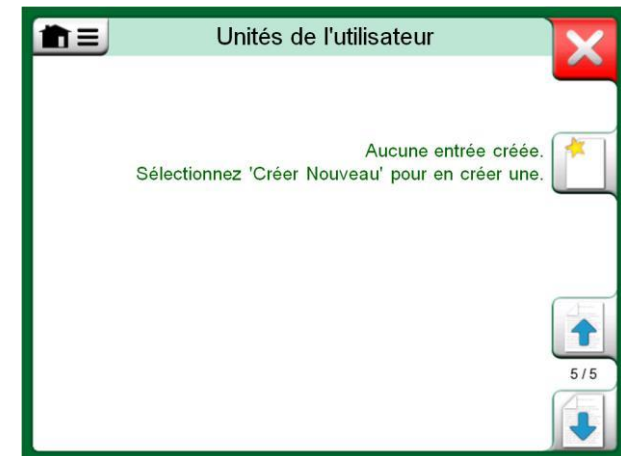 Unités de l'utilisateur
Aucune entrée créée.
Sélectionnez 'Créer Nouveau' pour en créer une.
5 / 5